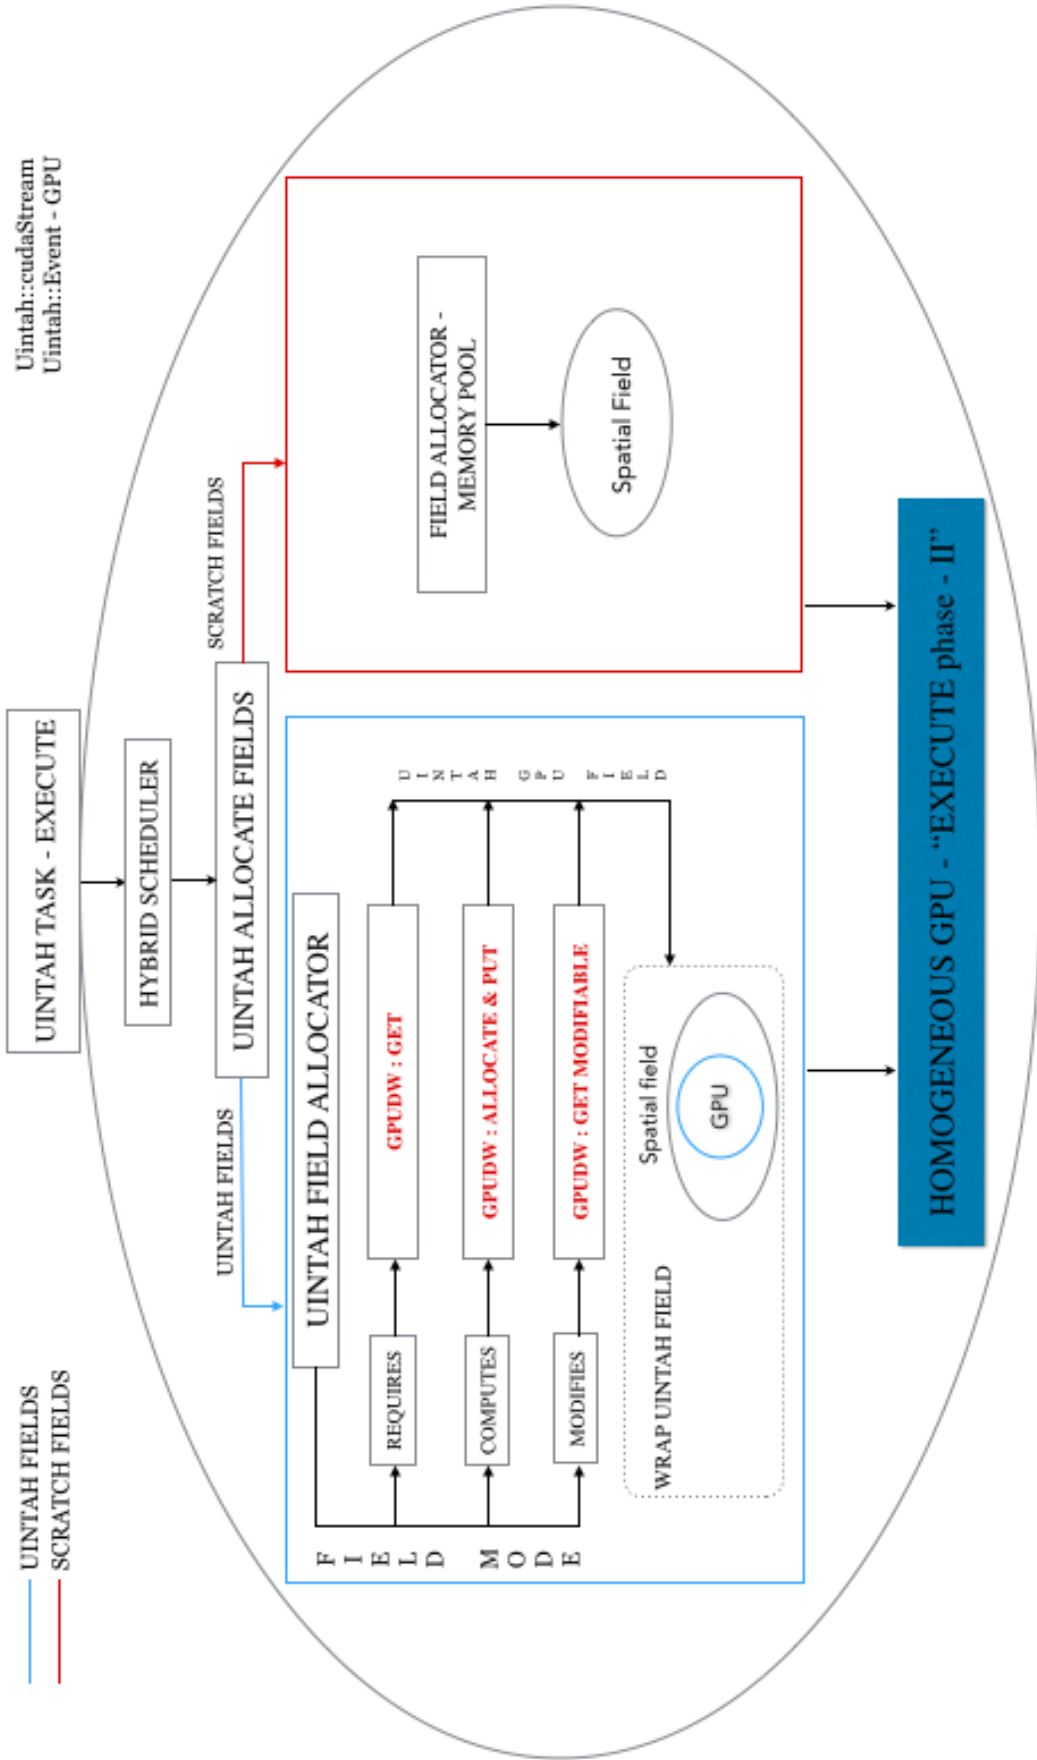 UINTAH FIELDS
SCRATCH FIELDS
Uintah::cudaStream
Uintah::Event - GPU
UINTAH TASK - EXECUTE
HYBRID SCHEDULER
UINTAH ALLOCATE FIELDS
UINTAH FIELDS
SCRATCH FIELDS
UINTAH FIELD ALLOCATOR
FIELD MODE
REQUIRES
GPUDW : GET
COMPUTES
GPUDW : ALLOCATE & PUT
MODIFIES
GPUDW : GET MODIFIABLE
UINTAH GPU FIELD
WRAP UINTAH FIELD
Spatial field
GPU
FIELD ALLOCATOR -
MEMORY POOL
Spatial Field
HOMOGENEOUS GPU - “EXECUTE phase - II”